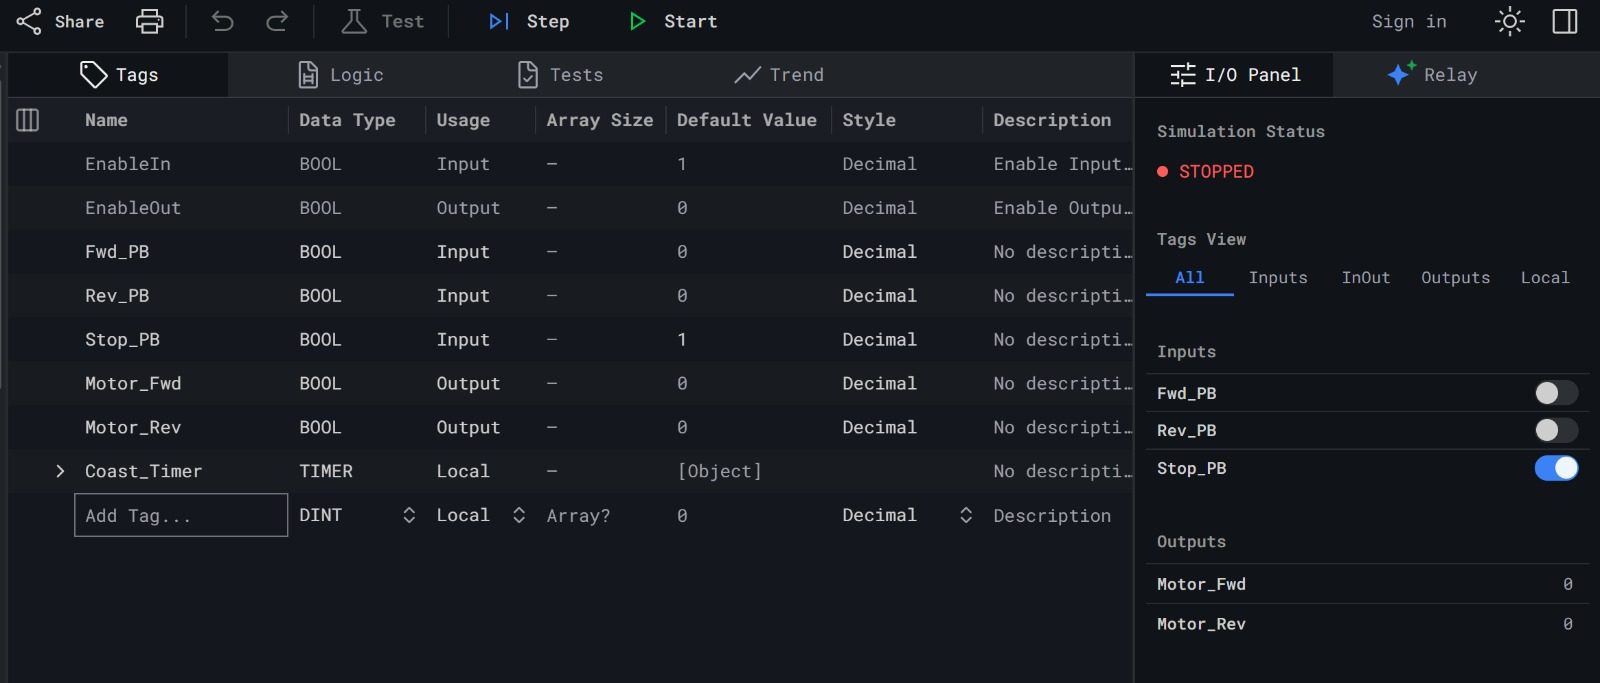 Share Test Step Start Sign in
Tags Logic Tests Trend I/O Panel Relay
Name Data Type Usage Array Size Default Value Style Description
EnableIn BOOL Input – 1 Decimal Enable Input…
EnableOut BOOL Output – 0 Decimal Enable Outpu…
Fwd_PB BOOL Input – 0 Decimal No descripti…
Rev_PB BOOL Input – 0 Decimal No descripti…
Stop_PB BOOL Input – 1 Decimal No descripti…
Motor_Fwd BOOL Output – 0 Decimal No descripti…
Motor_Rev BOOL Output – 0 Decimal No descripti…
Coast_Timer TIMER Local – [Object] No descripti…
Add Tag... DINT Local Array? 0 Decimal Description
Simulation Status
STOPPED
Tags View
All Inputs InOut Outputs Local
Inputs
Fwd_PB
Rev_PB
Stop_PB
Outputs
Motor_Fwd 0
Motor_Rev 0